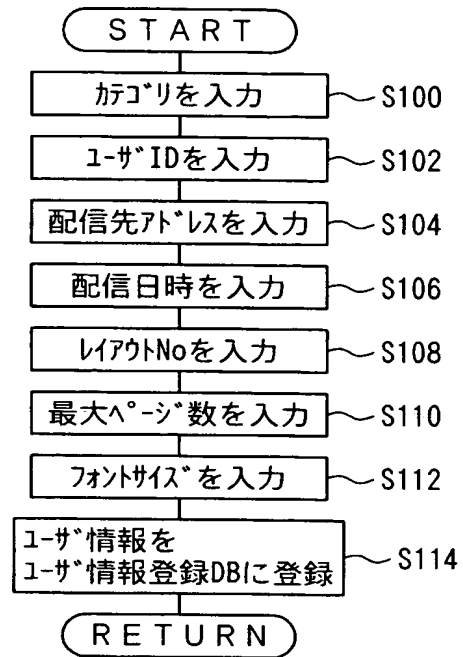 START
ｶﾃｺﾞﾘを入力 S100
ﾕｰｻﾞIDを入力 S102
配信先ｱﾄﾞﾚｽを入力 S104
配信日時を入力 S106
ﾚｲｱｳﾄNoを入力 S108
最大ﾍﾟｰｼﾞ数を入力 S110
ﾌｫﾝﾄｻｲｽﾞを入力 S112
ﾕｰｻﾞ情報を
ﾕｰｻﾞ情報登録DBに登録 S114
RETURN